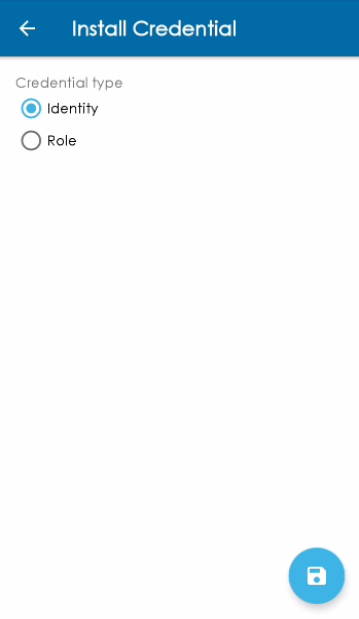 Install Credential
Credential type
Identity
Role